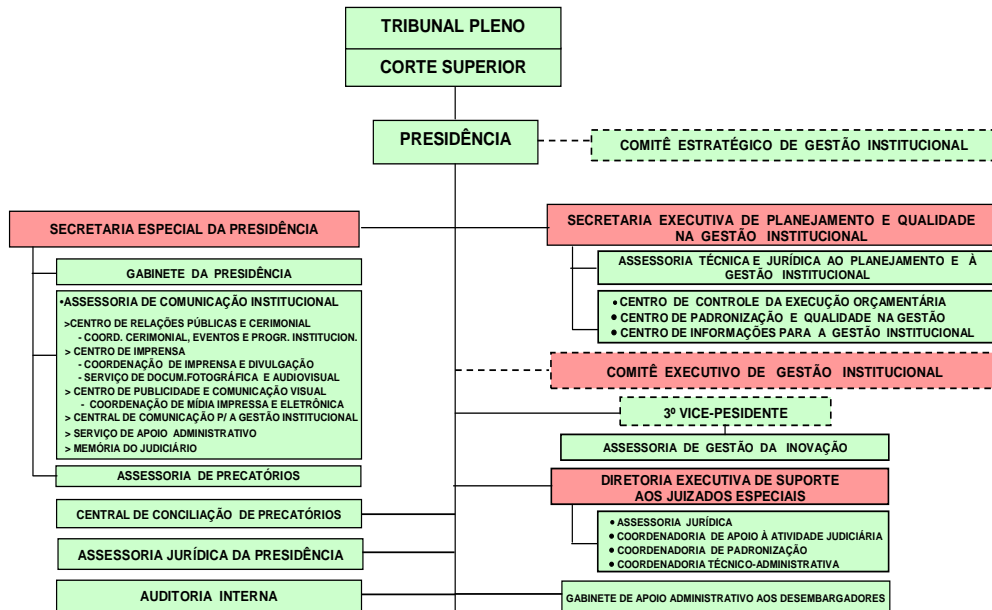 TRIBUNAL PLENO
CORTE SUPERIOR
PRESIDÊNCIA
COMITÊ ESTRATÉGICO DE GESTÃO INSTITUCIONAL
SECRETARIA ESPECIAL DA PRESIDÊNCIA
GABINETE DA PRESIDÊNCIA
•ASSESSORIA DE COMUNICAÇÃO INSTITUCIONAL
>CENTRO DE RELAÇÕES PÚBLICAS E CERIMONIAL
- COORD. CERIMONIAL, EVENTOS E PROGR. INSTITUCION.
> CENTRO DE IMPRENSA
- COORDENAÇÃO DE IMPRENSA E DIVULGAÇÃO
- SERVIÇO DE DOCUM.FOTOGRÁFICA E AUDIOVISUAL
> CENTRO DE PUBLICIDADE E COMUNICAÇÃO VISUAL
- COORDENAÇÃO DE MÍDIA IMPRESSA E ELETRÔNICA
> CENTRAL DE COMUNICAÇÃO P/ A GESTÃO INSTITUCIONAL
> SERVIÇO DE APOIO ADMINISTRATIVO
> MEMÓRIA DO JUDICIÁRIO
ASSESSORIA DE PRECATÓRIOS
CENTRAL DE CONCILIAÇÃO DE PRECATÓRIOS
ASSESSORIA JURÍDICA DA PRESIDÊNCIA
AUDITORIA INTERNA
SECRETARIA EXECUTIVA DE PLANEJAMENTO E QUALIDADE
NA GESTÃO INSTITUCIONAL
ASSESSORIA TÉCNICA E JURÍDICA AO PLANEJAMENTO E À
GESTÃO INSTITUCIONAL
• CENTRO DE CONTROLE DA EXECUÇÃO ORÇAMENTÁRIA
• CENTRO DE PADRONIZAÇÃO E QUALIDADE NA GESTÃO
• CENTRO DE INFORMAÇÕES PARA A GESTÃO INSTITUCIONAL
COMITÊ EXECUTIVO DE GESTÃO INSTITUCIONAL
3º VICE-PESIDENTE
ASSESSORIA DE GESTÃO DA INOVAÇÃO
DIRETORIA EXECUTIVA DE SUPORTE
AOS JUIZADOS ESPECIAIS
• ASSESSORIA JURÍDICA
• COORDENADORIA DE APOIO À ATIVIDADE JUDICIÁRIA
• COORDENADORIA DE PADRONIZAÇÃO
• COORDENADORIA TÉCNICO-ADMINISTRATIVA
GABINETE DE APOIO ADMINISTRATIVO AOS DESEMBARGADORES